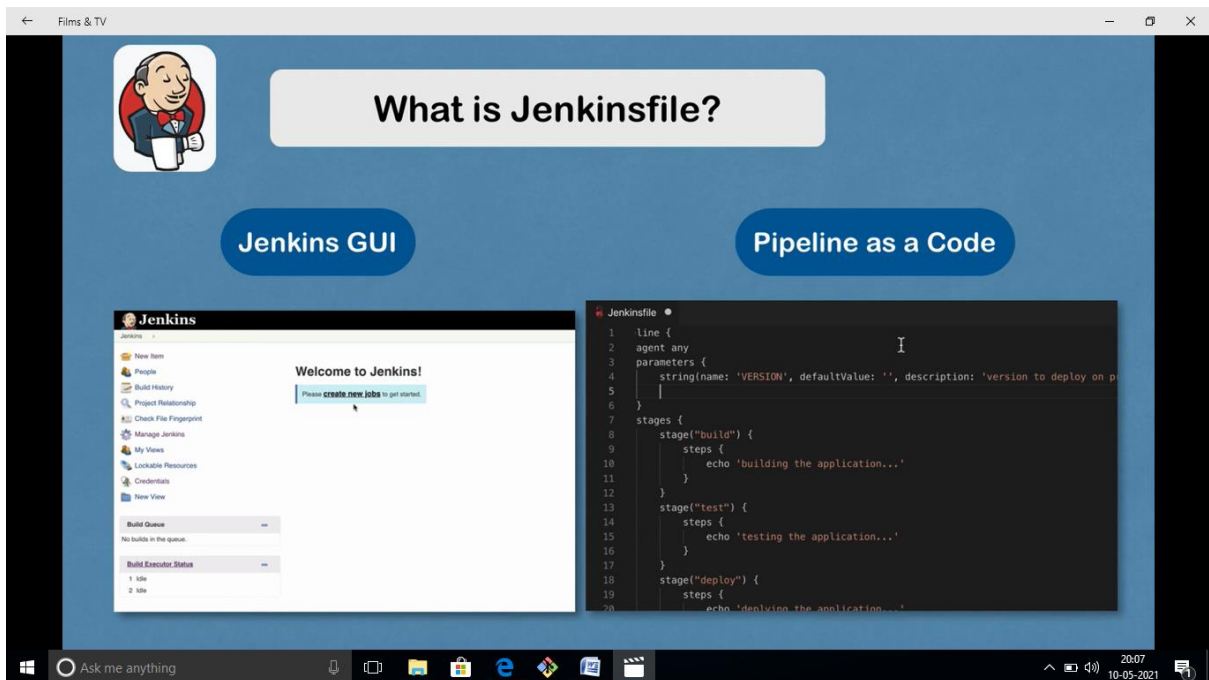 Films & TV
What is Jenkinsfile?
Jenkins GUI
Pipeline as a Code
Jenkins
Jenkins
New Item
People
Build History
Project Relationship
Check File Fingerprint
Manage Jenkins
My Views
Lockable Resources
Credentials
New View
Build Queue
No builds in the queue.
Build Executor Status
1 Idle
2 Idle
Welcome to Jenkins!
Please create new jobs to get started.
Jenkinsfile
1 line {
2 agent any
3 parameters {
4 string(name: 'VERSION', defaultValue: '', description: 'version to deploy on p
5
6 }
7 stages {
8 stage("build") {
9 steps {
10 echo 'building the application...'
11 }
12 }
13 stage("test") {
14 steps {
15 echo 'testing the application...'
16 }
17 }
18 stage("deploy") {
19 steps {
20 echo 'deplying the application...'
Ask me anything
20:07
10-05-2021
1